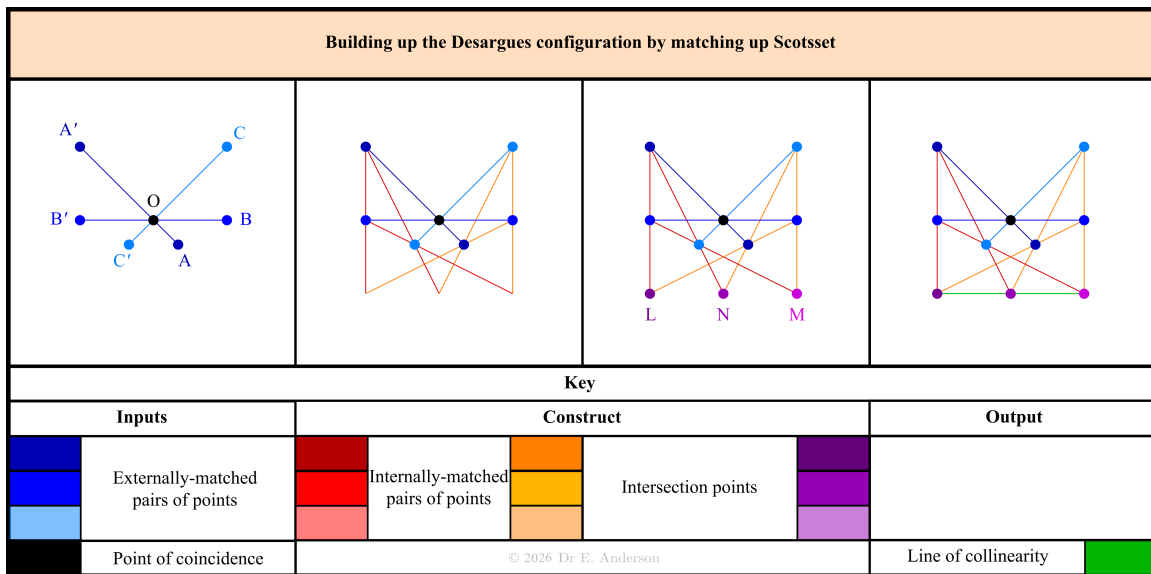 Building up the Desargues configuration by matching up Scotsset
A′
C
O
B′
B
C′
A
L
N
M
Key
Inputs
Construct
Output
Externally-matched
pairs of points
Internally-matched
pairs of points
Intersection points
Point of coincidence
© 2026 Dr E. Anderson
Line of collinearity